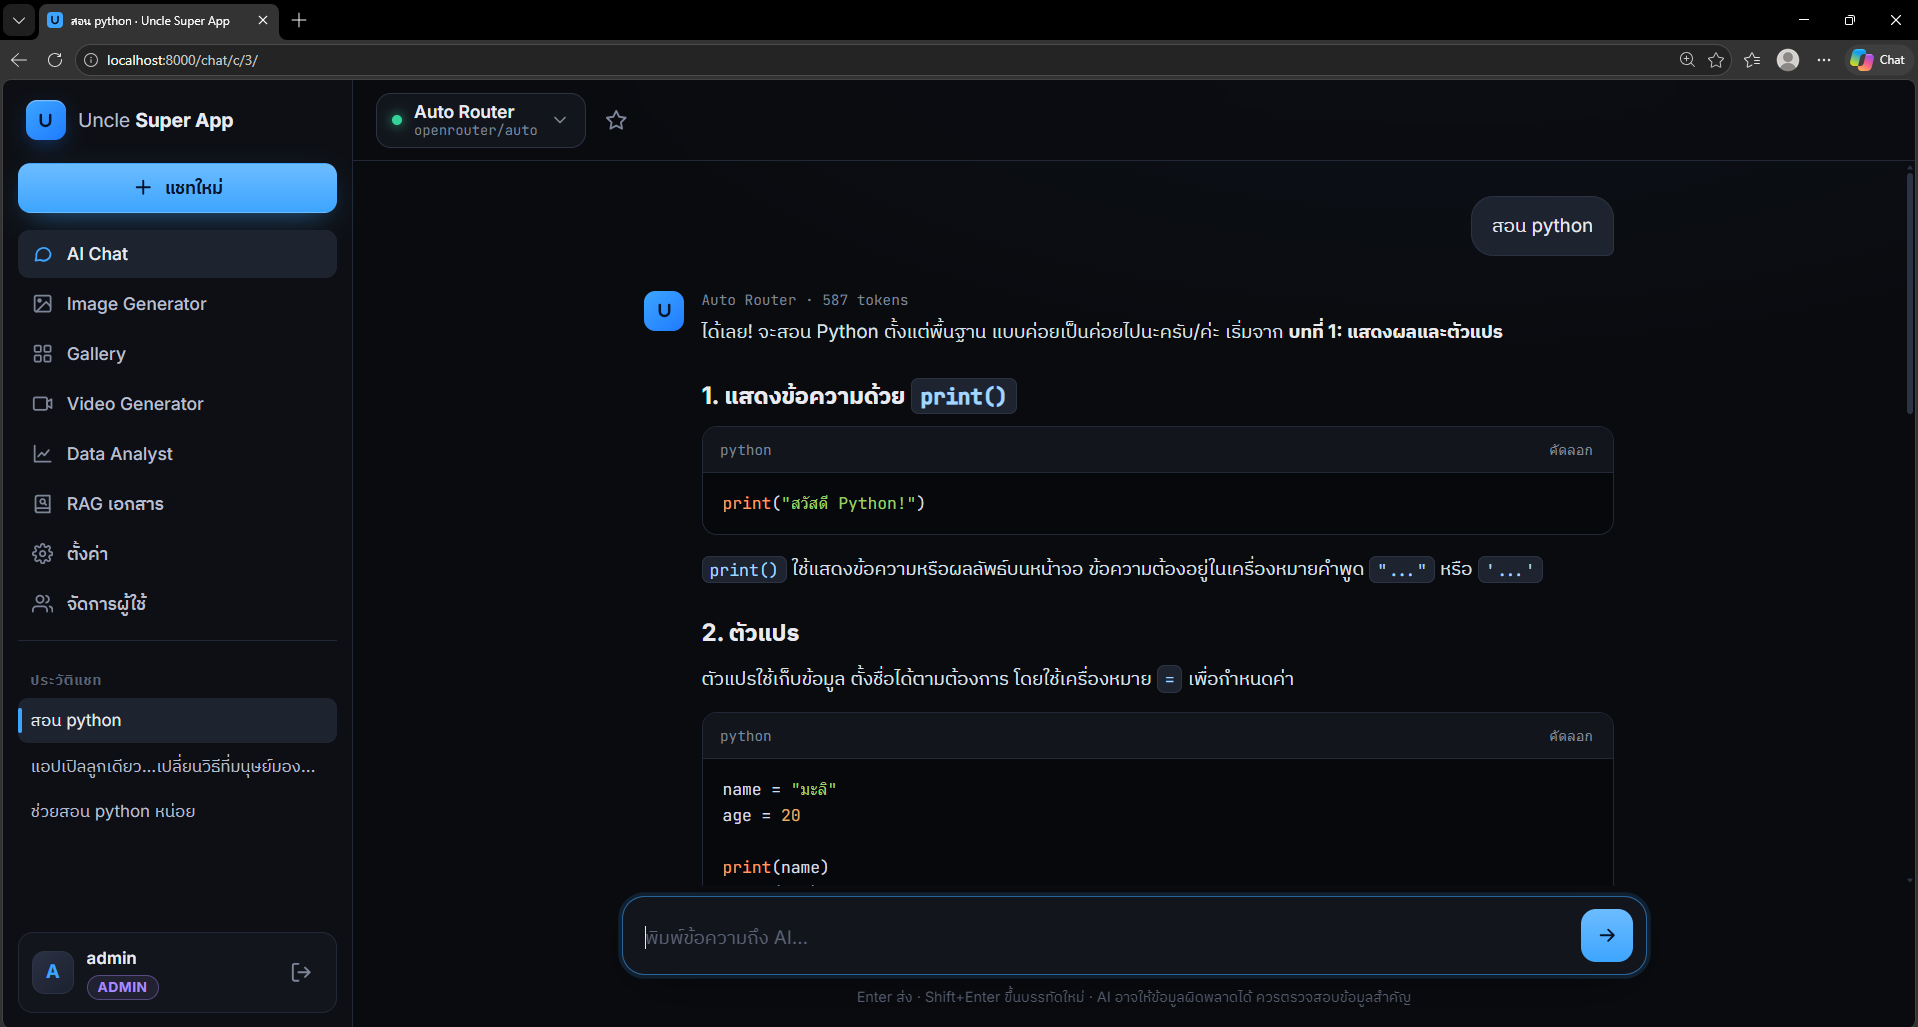 สอน python · Uncle Super App
localhost:8000/chat/c/3/
Chat
U
Uncle Super App
แชทใหม่
AI Chat
Image Generator
Gallery
Video Generator
Data Analyst
RAG เอกสาร
ตั้งค่า
จัดการผู้ใช้
ประวัติแชท
สอน python
แอปเปิลลูกเดียว...เปลี่ยนวิธีที่มนุษย์มอง...
ช่วยสอน python หน่อย
A
admin
ADMIN
Auto Router
openrouter/auto
สอน python
U
Auto Router · 587 tokens
ได้เลย! จะสอน Python ตั้งแต่พื้นฐาน แบบค่อยเป็นค่อยไปนะครับ/ค่ะ เริ่มจาก บทที่ 1: แสดงผลและตัวแปร
1. แสดงข้อความด้วย print()
python คัดลอก
print("สวัสดี Python!")
print() ใช้แสดงข้อความหรือผลลัพธ์บนหน้าจอ ข้อความต้องอยู่ในเครื่องหมายคำพูด "..." หรือ '...'
2. ตัวแปร
ตัวแปรใช้เก็บข้อมูล ตั้งชื่อได้ตามต้องการ โดยใช้เครื่องหมาย = เพื่อกำหนดค่า
python คัดลอก
name = "มะลิ"
age = 20
print(name)
พิมพ์ข้อความถึง AI...
Enter ส่ง · Shift+Enter ขึ้นบรรทัดใหม่ · AI อาจให้ข้อมูลผิดพลาดได้ ควรตรวจสอบข้อมูลสำคัญ